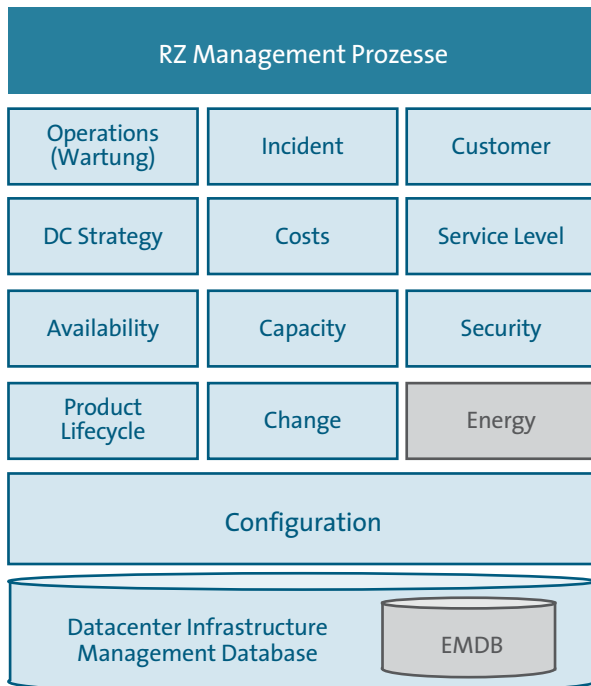 RZ Management Prozesse
Operations
(Wartung)
Incident
Customer
DC Strategy
Costs
Service Level
Availability
Capacity
Security
Product
Lifecycle
Change
Energy
Configuration
Datacenter Infrastructure
Management Database
EMDB